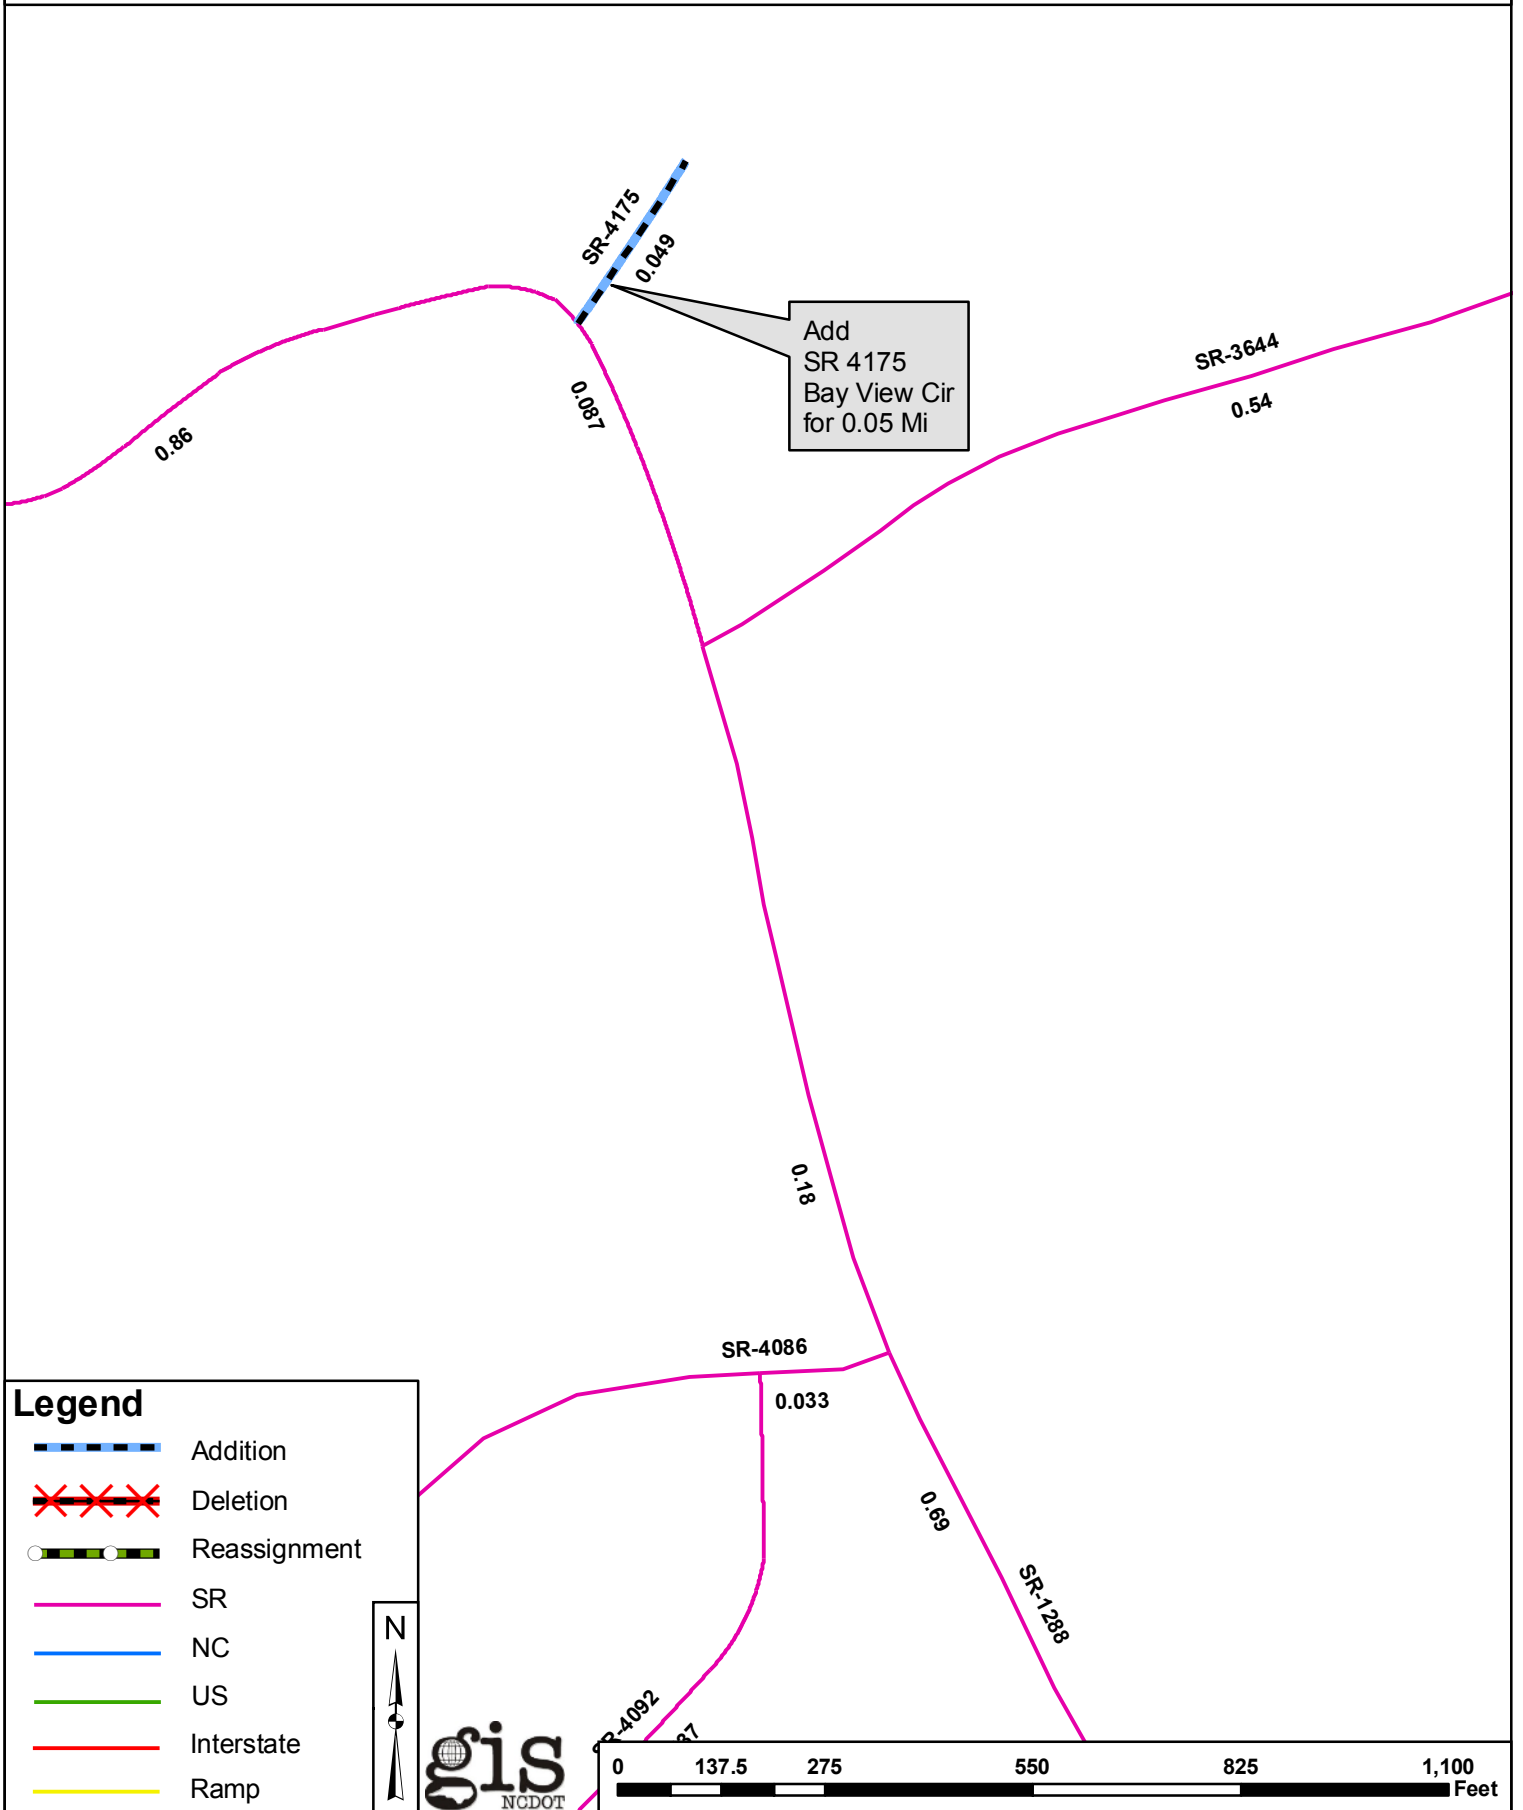 SR-4175
0.049
Add
SR 4175
Bay View Cir
for 0.05 Mi
SR-3644
0.54
0.087
0.86
0.18
SR-4086
0.033
0.69
SR-1288
Legend
Addition
Deletion
Reassignment
SR
NC
US
Interstate
Ramp
N
gis
NCDOT
0 137.5 275 550 825 1,100
Feet